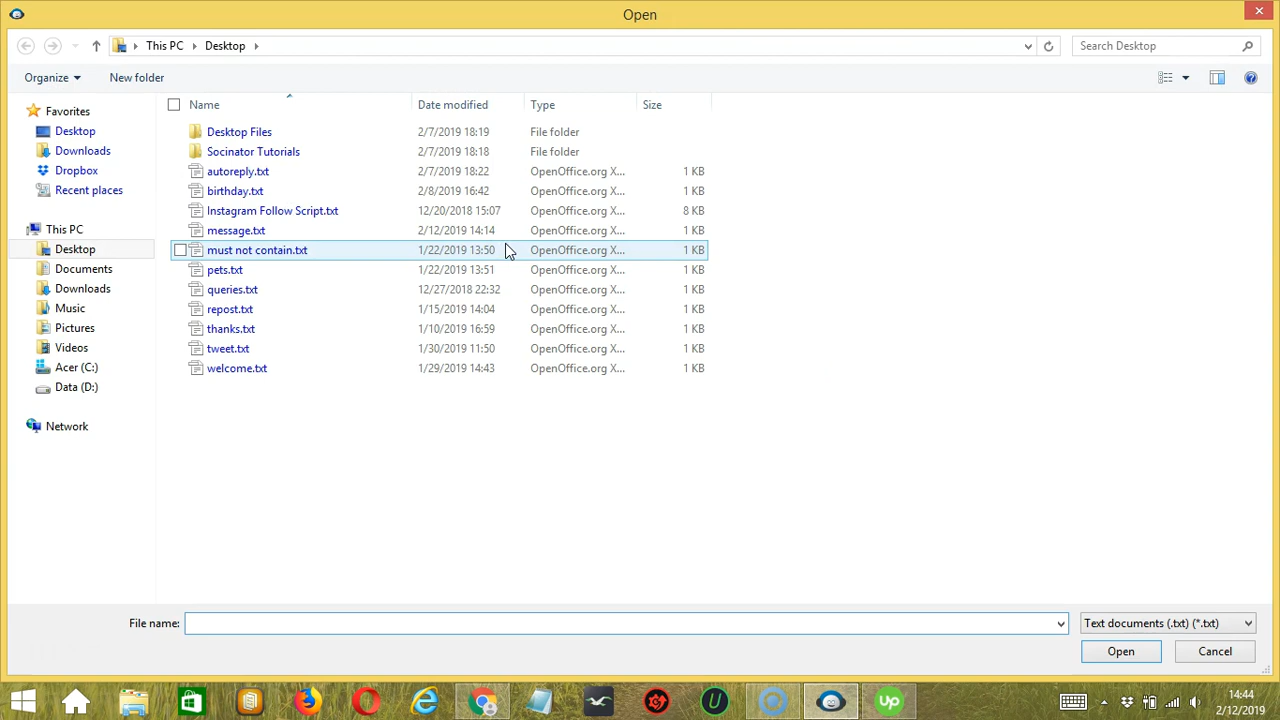 Open
This PC Desktop
Search Desktop
Organize New folder
Favorites
Desktop
Downloads
Dropbox
Recent places
This PC
Desktop
Documents
Downloads
Music
Pictures
Videos
Acer (C:)
Data (D:)
Network
Name Date modified Type Size
Desktop Files 2/7/2019 18:19 File folder
Socinator Tutorials 2/7/2019 18:18 File folder
autoreply.txt 2/7/2019 18:22 OpenOffice.org X... 1 KB
birthday.txt 2/8/2019 16:42 OpenOffice.org X... 1 KB
Instagram Follow Script.txt 12/20/2018 15:07 OpenOffice.org X... 8 KB
message.txt 2/12/2019 14:14 OpenOffice.org X... 1 KB
must not contain.txt 1/22/2019 13:50 OpenOffice.org X... 1 KB
pets.txt 1/22/2019 13:51 OpenOffice.org X... 1 KB
queries.txt 12/27/2018 22:32 OpenOffice.org X... 1 KB
repost.txt 1/15/2019 14:04 OpenOffice.org X... 1 KB
thanks.txt 1/10/2019 16:59 OpenOffice.org X... 1 KB
tweet.txt 1/30/2019 11:50 OpenOffice.org X... 1 KB
welcome.txt 1/29/2019 14:43 OpenOffice.org X... 1 KB
File name: Text documents (.txt) (*.txt)
Open Cancel
Up
14:44
2/12/2019